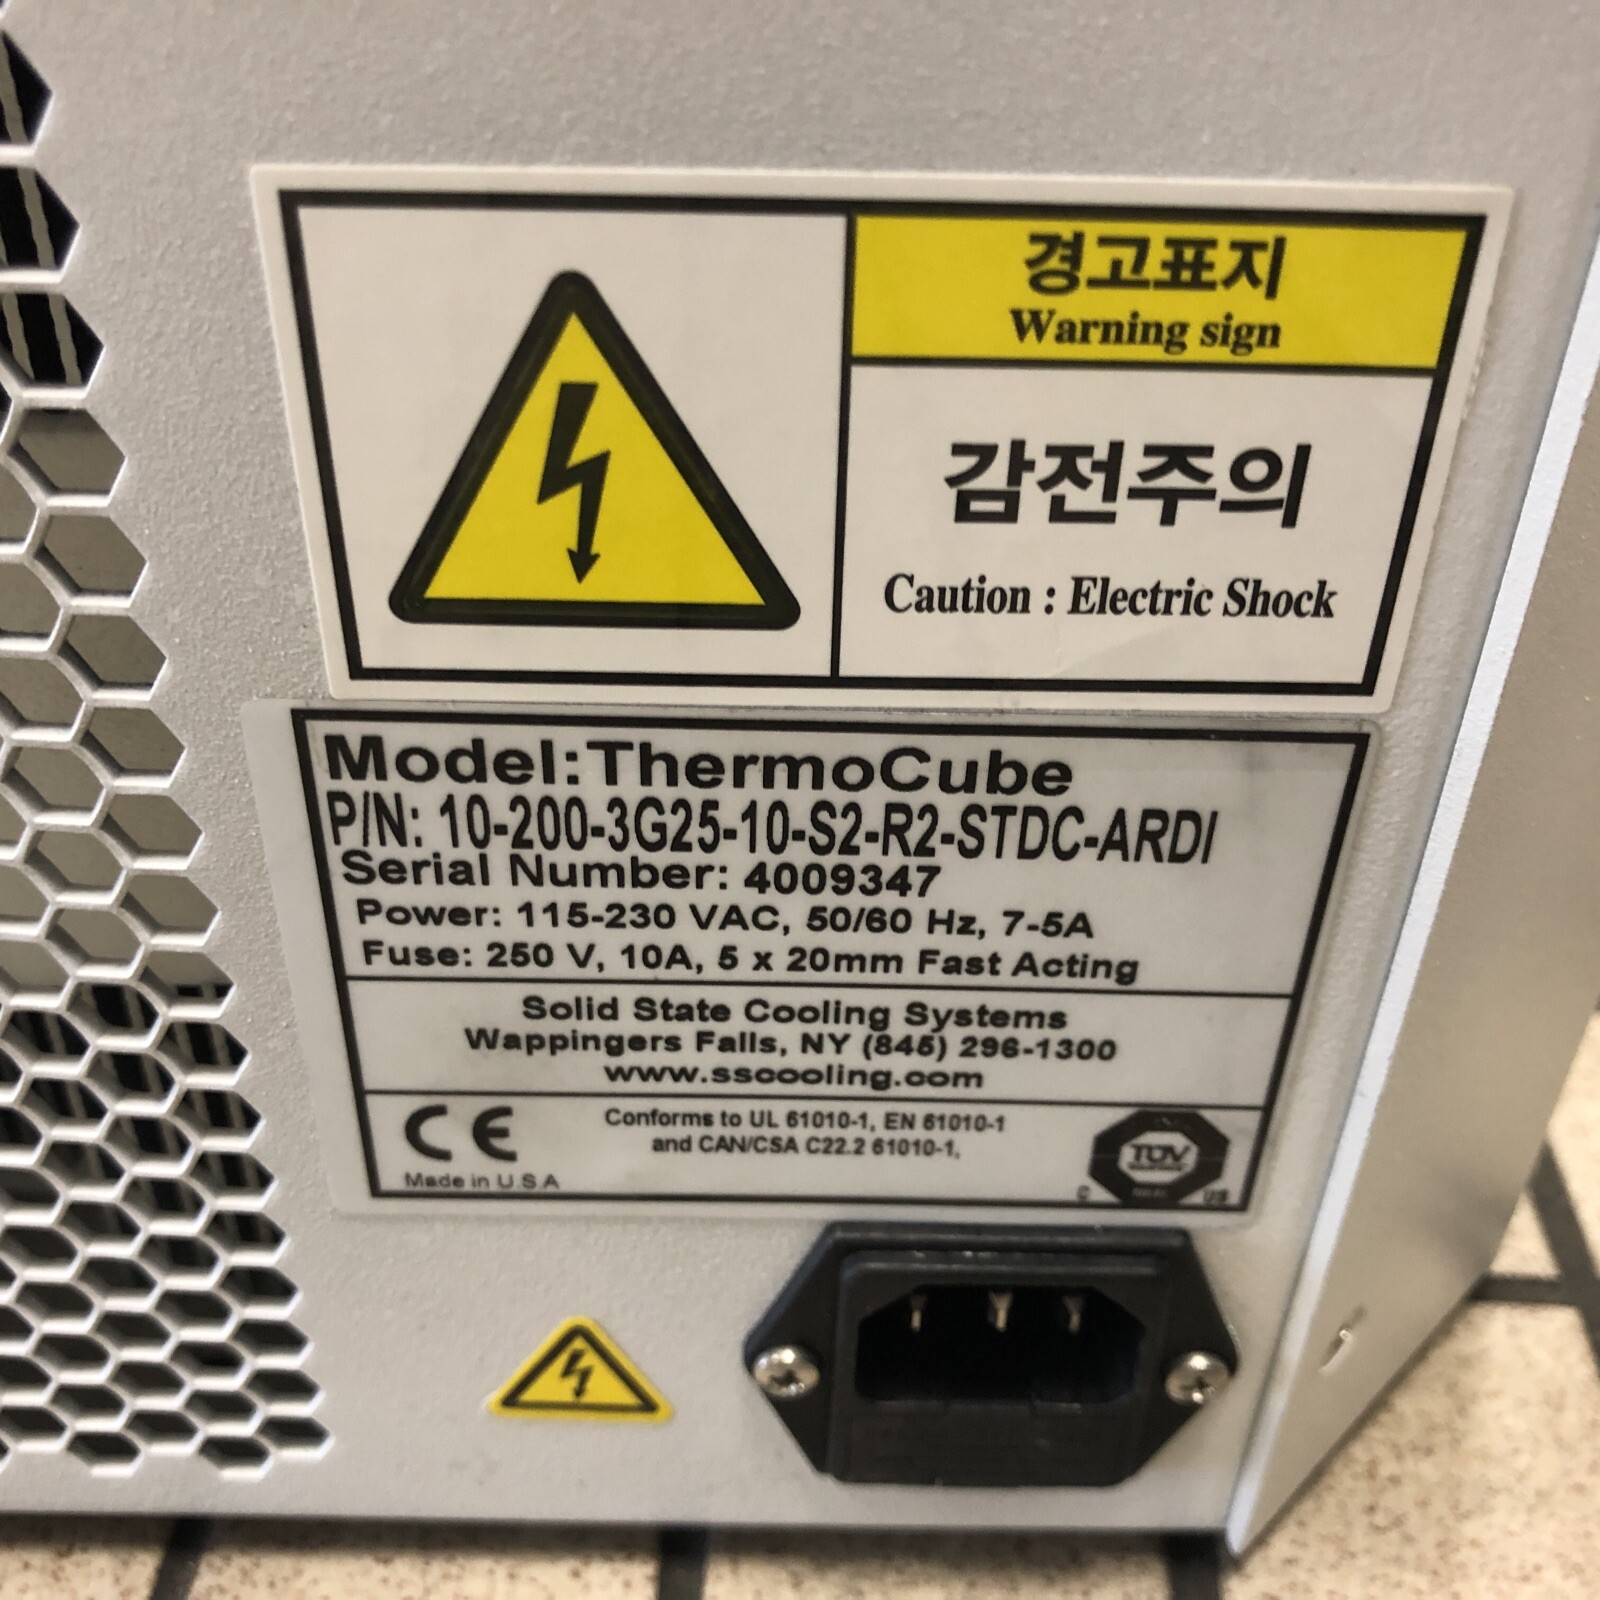 경고표지
Warning sign
감전주의
Caution : Electric Shock
Model:ThermoCube
P/N: 10-200-3G25-10-S2-R2-STDC-ARDI
Serial Number: 4009347
Power: 115-230 VAC, 50/60 Hz, 7-5A
Fuse: 250 V, 10A, 5 x 20mm Fast Acting
Solid State Cooling Systems
Wappingers Falls, NY (845) 296-1300
www.sscooling.com
CE
Conforms to UL 61010-1, EN 61010-1
and CAN/CSA C22.2 61010-1,
Made in U.S.A
TUV
C US